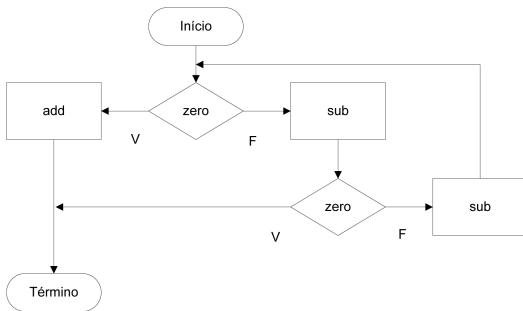 Início
add
zero
sub
V
F
zero
sub
V
F
Término